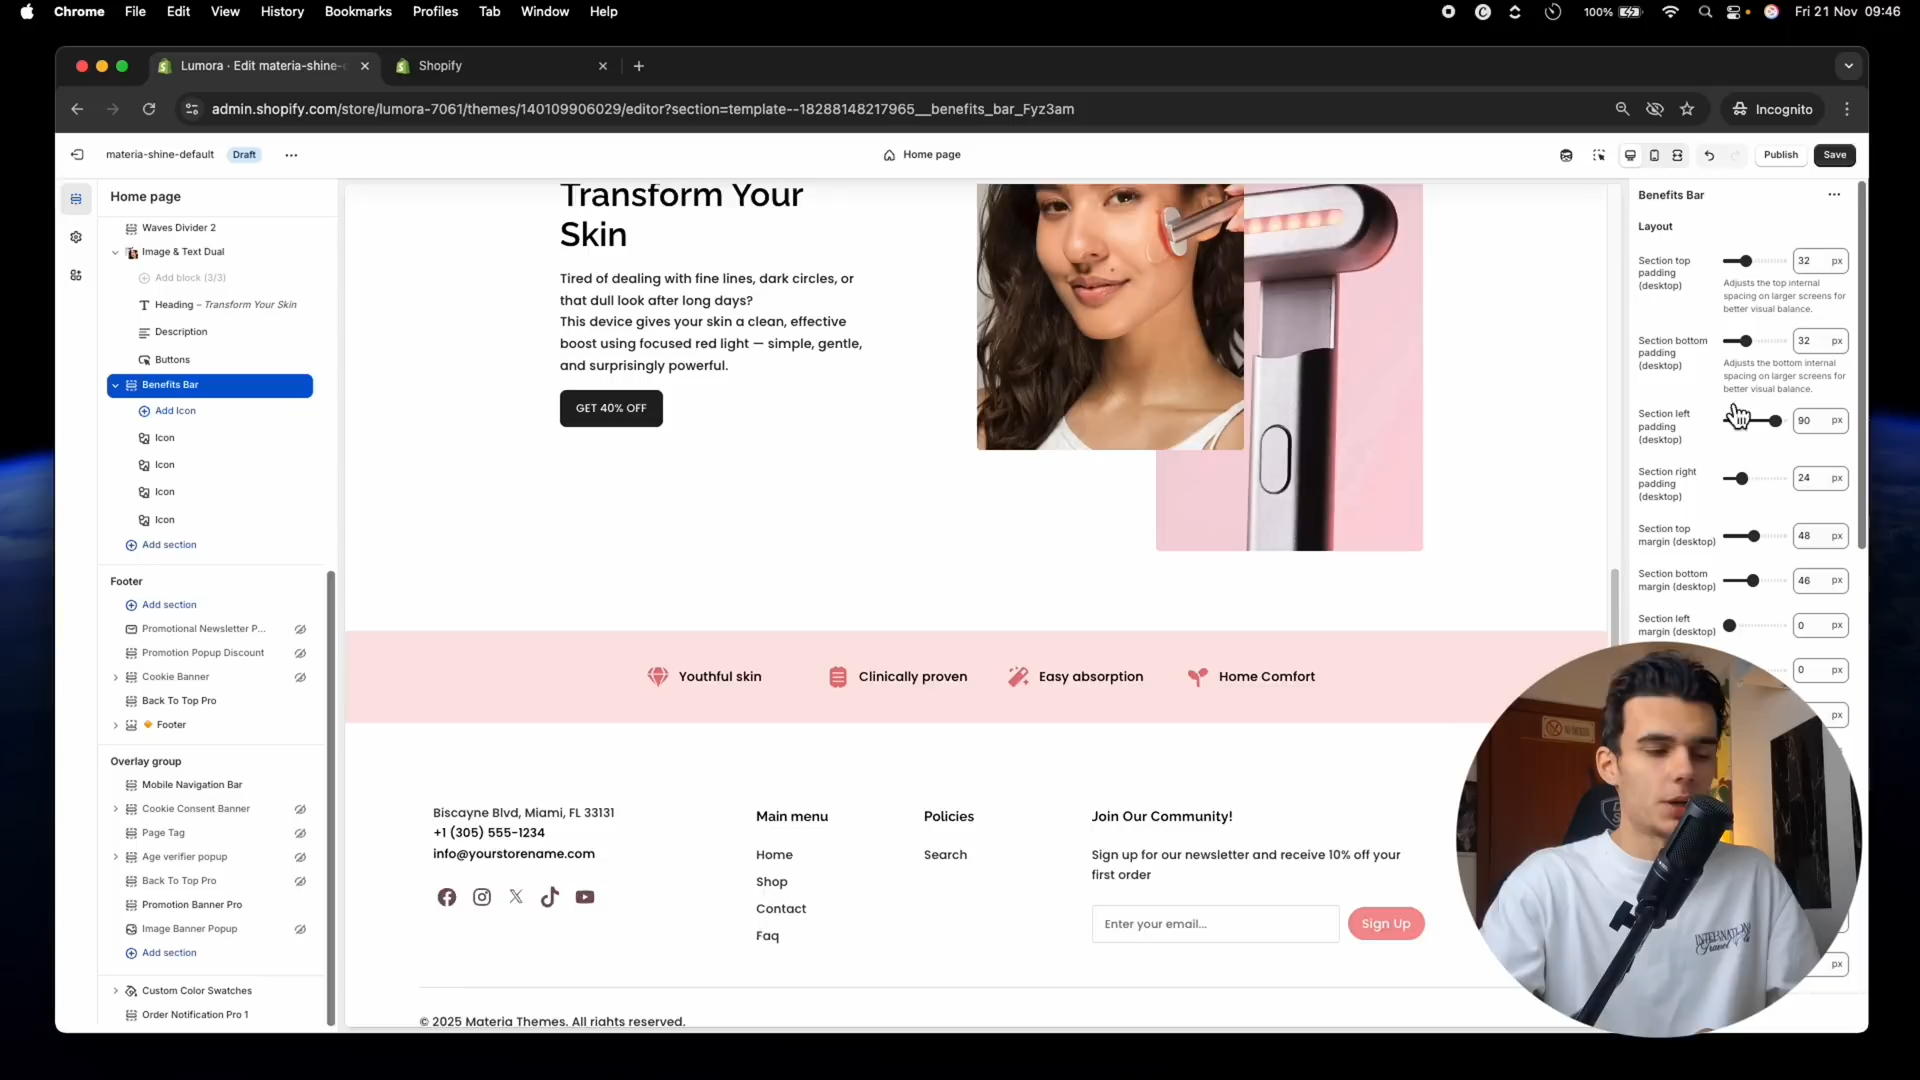 Chrome File Edit View History Bookmarks Profiles Tab Window Help
100% Fri 21 Nov 09:46
Lumora · Edit materia-shine-
Shopify
admin.shopify.com/store/lumora-7061/themes/140109906029/editor?section=template--18288148217965__benefits_bar_Fyz3am
Incognito
materia-shine-default
Draft
Home page
Publish
Save
Home page
Waves Divider 2
Image & Text Dual
Add block (3/3)
Heading – Transform Your Skin
Description
Buttons
Benefits Bar
Add Icon
Icon
Icon
Icon
Icon
Add section
Footer
Add section
Promotional Newsletter P...
Promotion Popup Discount
Cookie Banner
Back To Top Pro
Footer
Overlay group
Mobile Navigation Bar
Cookie Consent Banner
Page Tag
Age verifier popup
Back To Top Pro
Promotion Banner Pro
Image Banner Popup
Add section
Custom Color Swatches
Order Notification Pro 1
Transform Your
Skin
Tired of dealing with fine lines, dark circles, or
that dull look after long days?
This device gives your skin a clean, effective
boost using focused red light — simple, gentle,
and surprisingly powerful.
GET 40% OFF
Youthful skin
Clinically proven
Easy absorption
Home Comfort
Biscayne Blvd, Miami, FL 33131
+1 (305) 555-1234
info@yourstorename.com
Main menu
Home
Shop
Contact
Faq
Policies
Search
Join Our Community!
Sign up for our newsletter and receive 10% off your
first order
Enter your email...
Sign Up
© 2025 Materia Themes. All rights reserved.
Benefits Bar
Layout
Section top
padding
(desktop)
32 px
Adjusts the top internal
spacing on larger screens for
better visual balance.
Section bottom
padding
(desktop)
32 px
Adjusts the bottom internal
spacing on larger screens for
better visual balance.
Section left
padding
(desktop)
90 px
Section right
padding
(desktop)
24 px
Section top
margin (desktop)
48 px
Section bottom
margin (desktop)
46 px
Section left
margin (desktop)
0 px
0 px
px
px